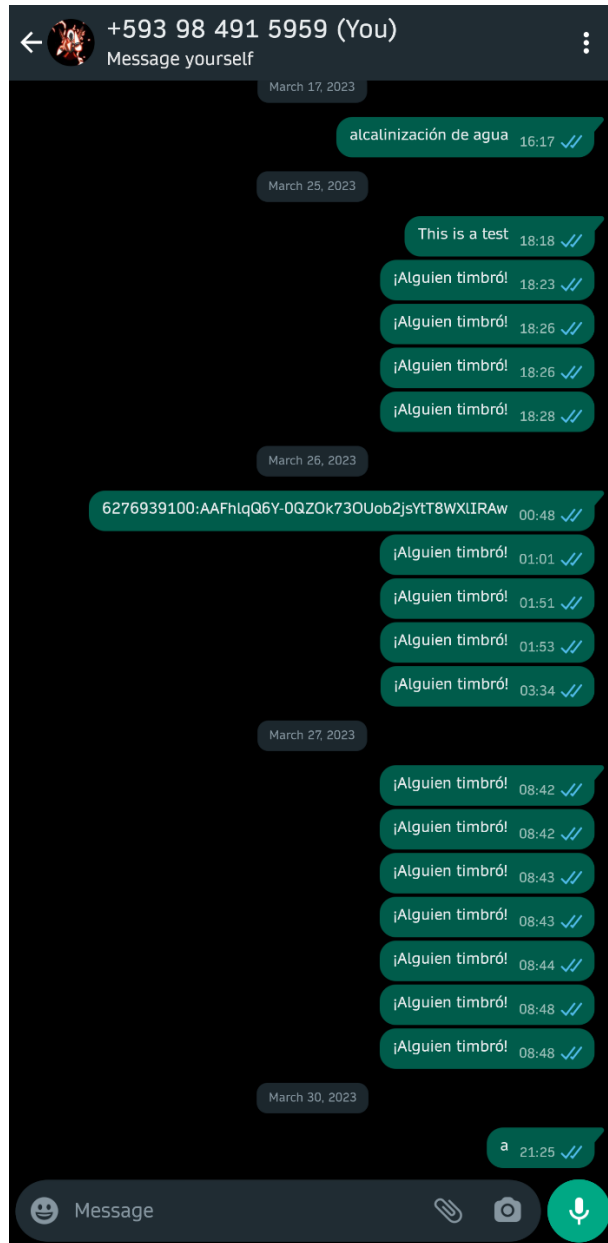 +593 98 491 5959 (You)
Message yourself
March 17, 2023
alcalinización de agua 16:17
March 25, 2023
This is a test 18:18
¡Alguien timbró! 18:23
¡Alguien timbró! 18:26
¡Alguien timbró! 18:26
¡Alguien timbró! 18:28
March 26, 2023
6276939100:AAFhlqQ6Y-0QZOk73OUob2jsYtT8WXlIRAw 00:48
¡Alguien timbró! 01:01
¡Alguien timbró! 01:51
¡Alguien timbró! 01:53
¡Alguien timbró! 03:34
March 27, 2023
¡Alguien timbró! 08:42
¡Alguien timbró! 08:42
¡Alguien timbró! 08:43
¡Alguien timbró! 08:43
¡Alguien timbró! 08:44
¡Alguien timbró! 08:48
¡Alguien timbró! 08:48
March 30, 2023
a 21:25
Message